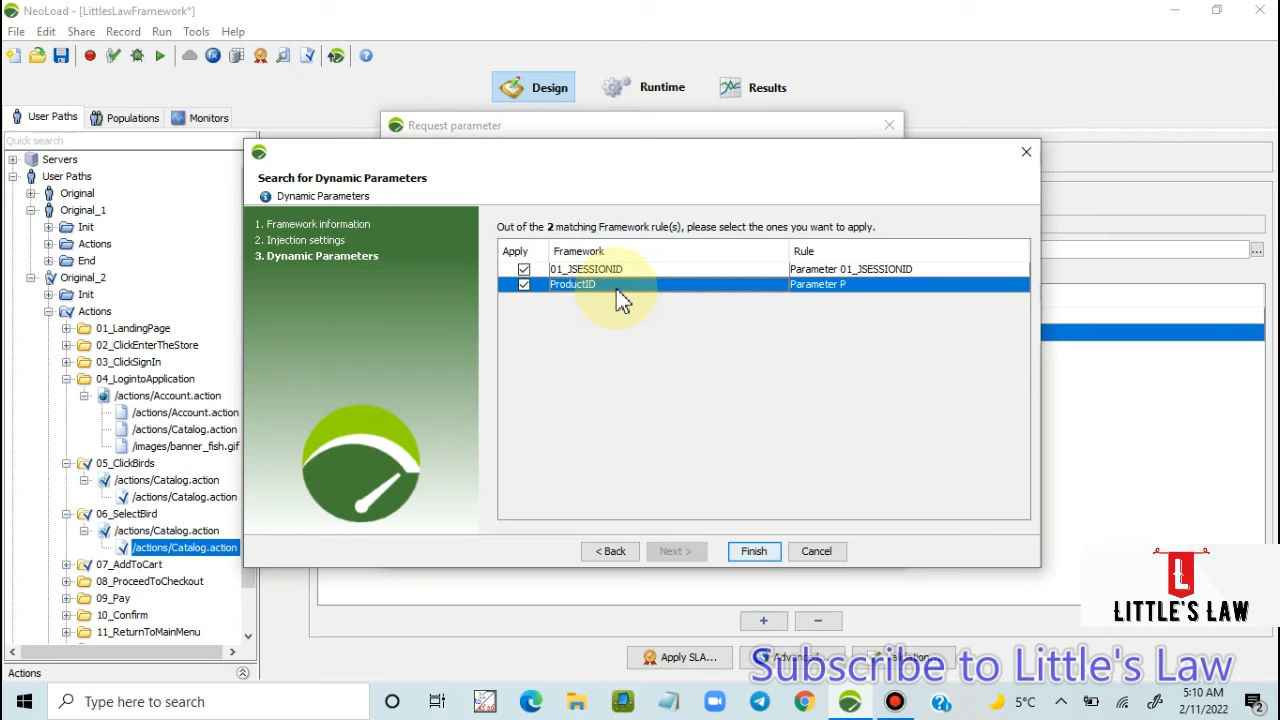 NeoLoad - [LittlesLawFramework*]
File Edit Share Record Run Tools Help
Design Runtime Results
User Paths Populations Monitors
Quick search
Servers
User Paths
Original
Original_1
Init
Actions
End
Original_2
Init
Actions
01_LandingPage
02_ClickEnterTheStore
03_ClickSignIn
04_LogintoApplication
/actions/Account.action
/actions/Account.action
/actions/Catalog.action
/images/banner_fish.gif
05_ClickBirds
/actions/Catalog.action
/actions/Catalog.action
06_SelectBird
/actions/Catalog.action
/actions/Catalog.action
07_AddToCart
08_ProceedToCheckout
09_Pay
10_Confirm
11_ReturnToMainMenu
Actions
Request parameter
Search for Dynamic Parameters
Dynamic Parameters
1. Framework information
2. Injection settings
3. Dynamic Parameters
Out of the 2 matching Framework rule(s), please select the ones you want to apply.
Apply Framework Rule
01_JSESSIONID Parameter 01_JSESSIONID
ProductID Parameter P
< Back Next > Finish Cancel
+ −
Apply SLA... Advanced
LITTLE'S LAW
Subscribe to Little's Law
Type here to search
5°C
5:10 AM
2/11/2022
2